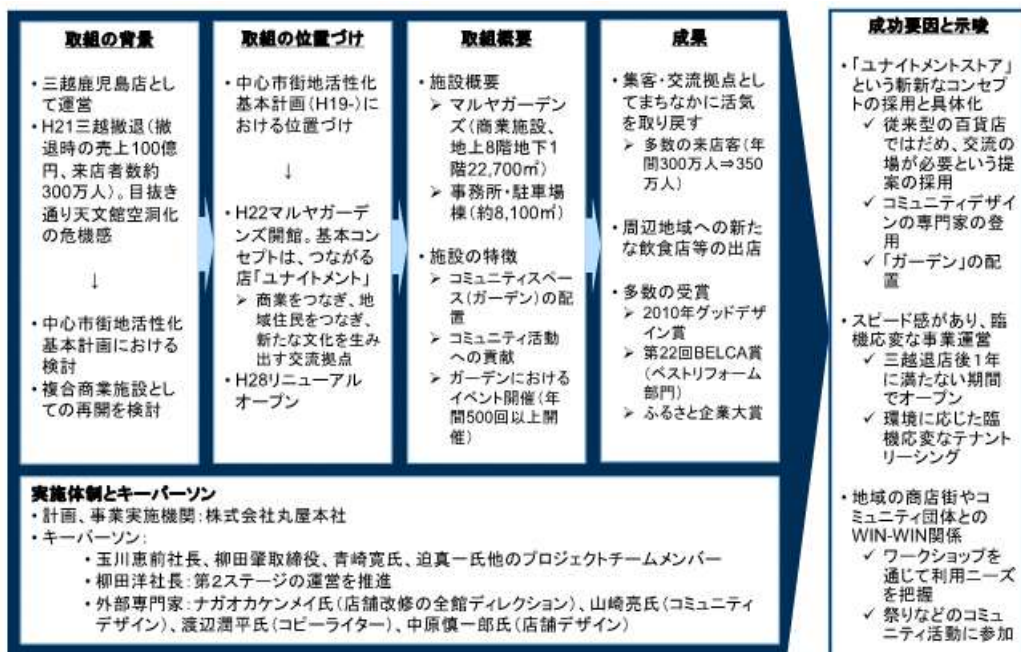 取組の背景
・三越鹿児島店とし
て運営
・H21三越撤退(撤
退時の売上100億
円、来店者数約
300万人)。目抜き
通り天文館空洞化
の危機感
↓
・中心市街地活性化
基本計画における
検討
・複合商業施設とし
ての再開を検討
取組の位置づけ
・中心市街地活性化
基本計画(H19-)に
おける位置づけ
↓
・H22マルヤガーデ
ンズ開館。基本コン
セプトは、つながる
店「ユナイトメント」
➢ 商業をつなぎ、地
域住民をつなぎ、
新たな文化を生み
出す交流拠点
・H28リニューアル
オープン
取組概要
・施設概要
➢ マルヤガーデン
ズ(商業施設、
地上8階地下1
階22,700㎡)
➢ 事務所・駐車場
棟(約8,100㎡)
・施設の特徴
➢ コミュニティスペー
ス(ガーデン)の配
置
➢ コミュニティ活動
への貢献
➢ ガーデンにおける
イベント開催(年
間500回以上開
催)
成果
・集客・交流拠点とし
てまちなかに活気
を取り戻す
➢ 多数の来店客(年
間300万人⇒350
万人)
・周辺地域への新た
な飲食店等の出店
・多数の受賞
➢ 2010年グッドデザ
イン賞
➢ 第22回BELCA賞
(ベストリフォーム
部門)
➢ ふるさと企業大賞
成功要因と示唆
・「ユナイトメントストア」
という斬新なコンセプ
トの採用と具体化
✓ 従来型の百貨店
ではだめ、交流の
場が必要という提
案の採用
✓ コミュニティデザイ
ンの専門家の登
用
✓ 「ガーデン」の配
置
・スピード感があり、臨
機応変な事業運営
✓ 三越退店後1年
に満たない期間
でオープン
✓ 環境に応じた臨
機応変なテナント
リーシング
・地域の商店街やコ
ミュニティ団体との
WIN-WIN関係
✓ ワークショップを
通じて利用ニーズ
を把握
✓ 祭りなどのコミュ
ニティ活動に参加
実施体制とキーパーソン
・計画、事業実施機関:株式会社丸屋本社
・キーパーソン:
・玉川恵前社長、柳田肇取締役、青崎寛氏、迫真一氏他のプロジェクトチームメンバー
・柳田洋社長:第2ステージの運営を推進
・外部専門家:ナガオカケンメイ氏(店舗改修の全館ディレクション)、山崎亮氏(コミュニティ
デザイン)、渡辺潤平氏(コピーライター)、中原慎一郎氏(店舗デザイン)